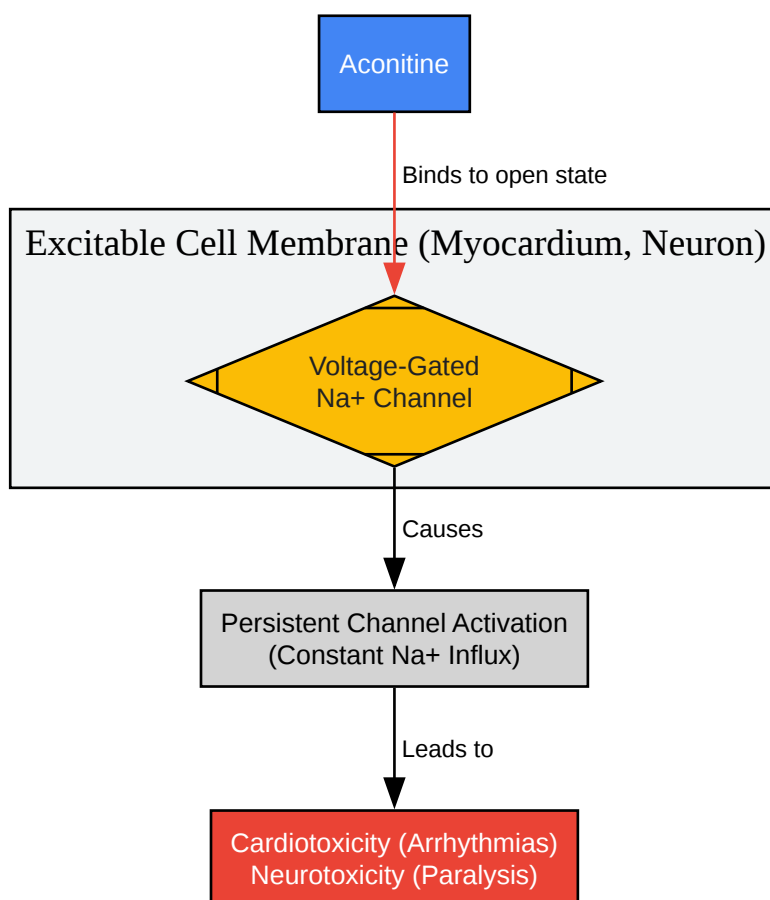 Aconitine
Binds to open state
Excitable Cell Membrane (Myocardium, Neuron)
Voltage-Gated
Na+ Channel
Causes
Persistent Channel Activation
(Constant Na+ Influx)
Leads to
Cardiotoxicity (Arrhythmias)
Neurotoxicity (Paralysis)